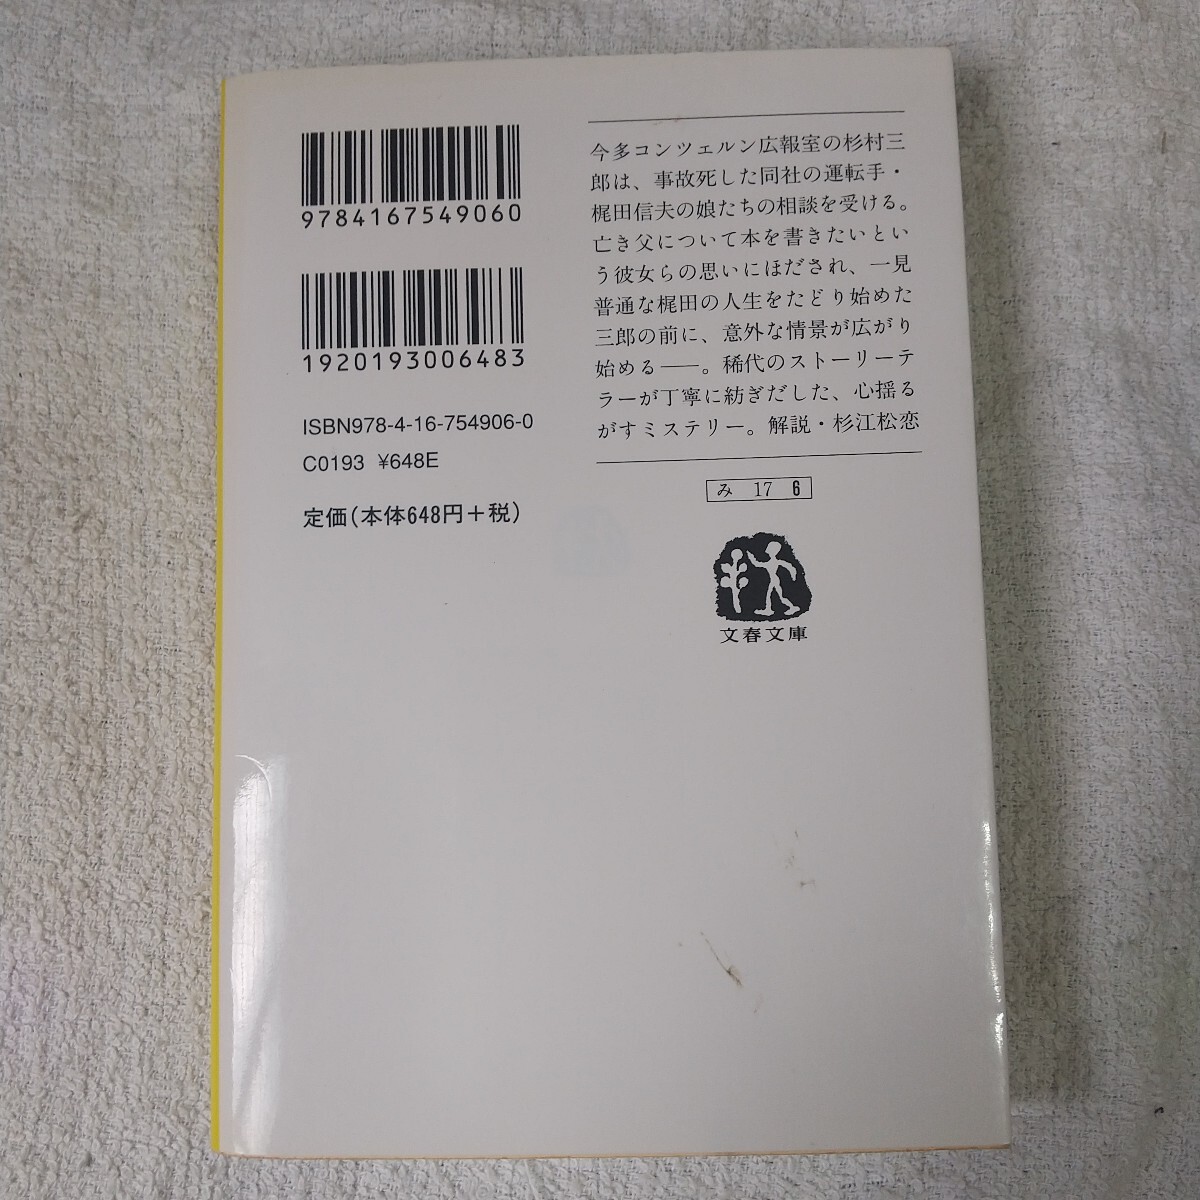 9784167549060
1920193006483
ISBN978-4-16-754906-0
C0193 ¥648E
定価(本体648円+税)
今多コンツェルン広報室の杉村三
郎は、事故死した同社の運転手・
梶田信夫の娘たちの相談を受ける。
亡き父について本を書きたいとい
う彼女らの思いにほだされ、一見
普通な梶田の人生をたどり始めた
三郎の前に、意外な情景が広がり
始める――。稀代のストーリーテ
ラーが丁寧に紡ぎだした、心揺る
がすミステリー。解説・杉江松恋
み 17 6
文春文庫